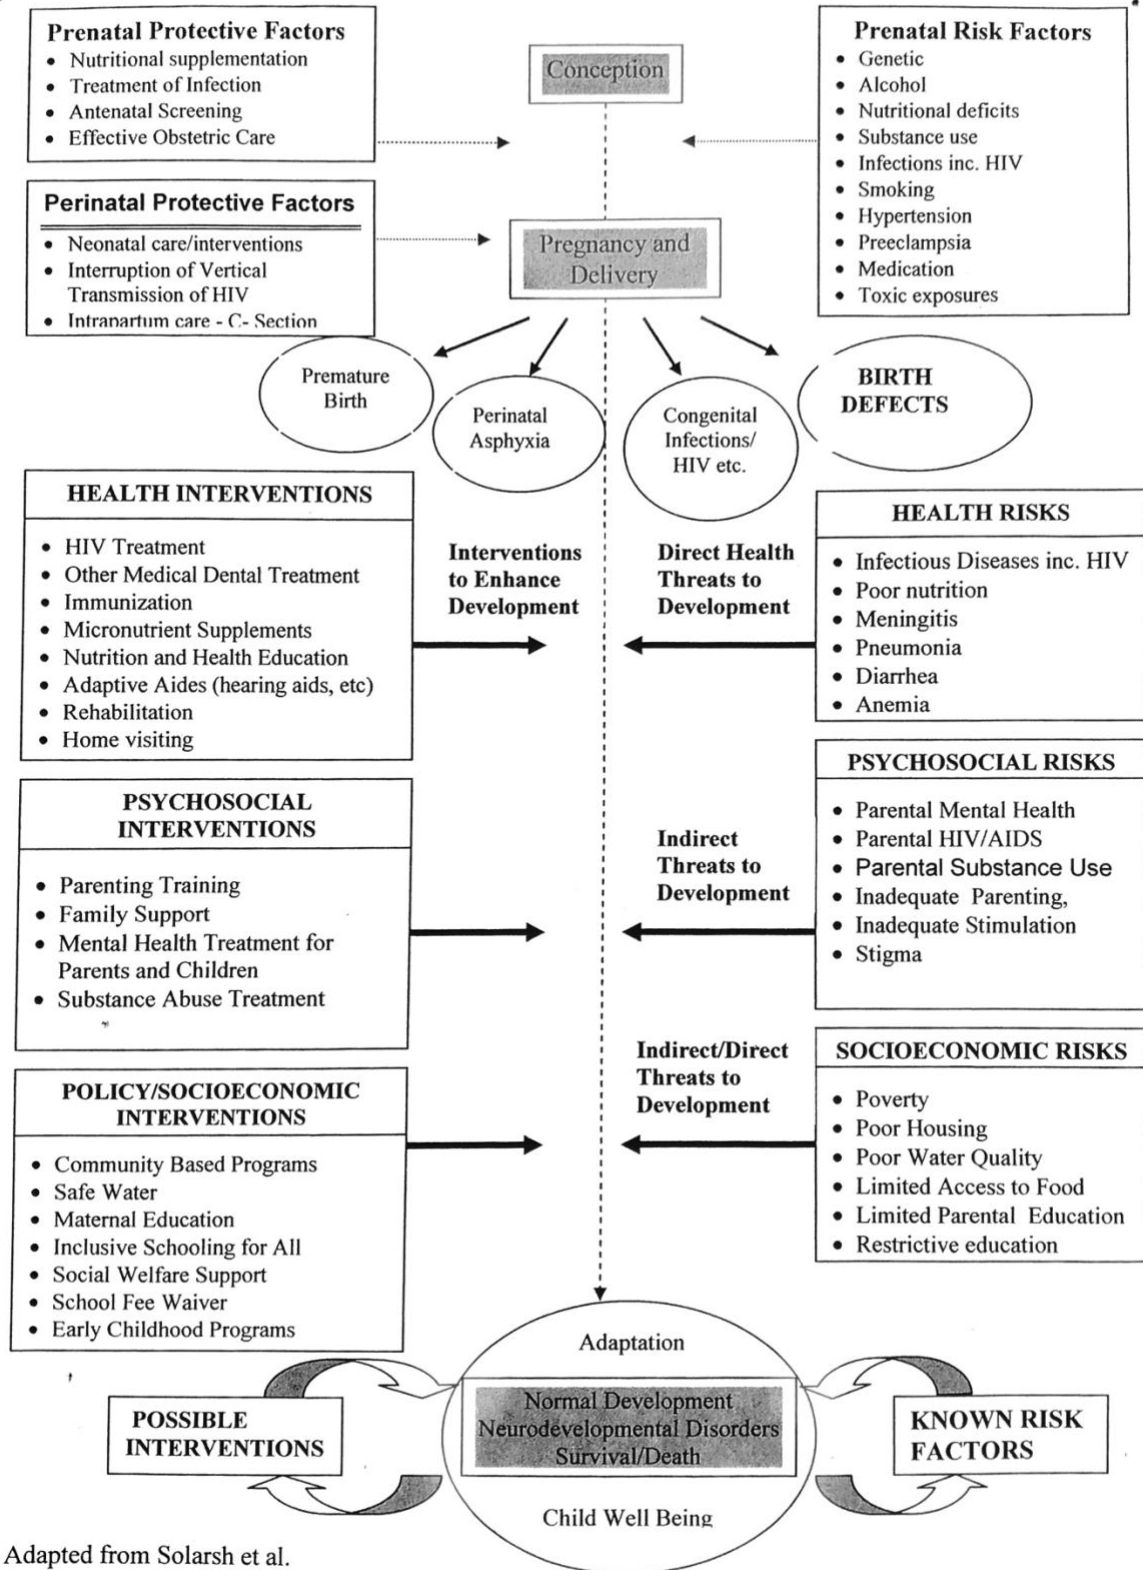 Prenatal Protective Factors
• Nutritional supplementation
• Treatment of Infection
• Antenatal Screening
• Effective Obstetric Care
Conception
Prenatal Risk Factors
• Genetic
• Alcohol
• Nutritional deficits
• Substance use
• Infections inc. HIV
• Smoking
• Hypertension
• Preeclampsia
• Medication
• Toxic exposures
Perinatal Protective Factors
• Neonatal care/interventions
• Interruption of Vertical
Transmission of HIV
• Intrapartum care - C- Section
Pregnancy and
Delivery
Premature
Birth
Perinatal
Asphyxia
Congenital
Infections/
HIV etc.
BIRTH
DEFECTS
HEALTH INTERVENTIONS
• HIV Treatment
• Other Medical Dental Treatment
• Immunization
• Micronutrient Supplements
• Nutrition and Health Education
• Adaptive Aides (hearing aids, etc)
• Rehabilitation
• Home visiting
Interventions
to Enhance
Development
Direct Health
Threats to
Development
HEALTH RISKS
• Infectious Diseases inc. HIV
• Poor nutrition
• Meningitis
• Pneumonia
• Diarrhea
• Anemia
PSYCHOSOCIAL
INTERVENTIONS
• Parenting Training
• Family Support
• Mental Health Treatment for
Parents and Children
• Substance Abuse Treatment
Indirect
Threats to
Development
PSYCHOSOCIAL RISKS
• Parental Mental Health
• Parental HIV/AIDS
• Parental Substance Use
• Inadequate Parenting,
• Inadequate Stimulation
• Stigma
POLICY/SOCIOECONOMIC
INTERVENTIONS
• Community Based Programs
• Safe Water
• Maternal Education
• Inclusive Schooling for All
• Social Welfare Support
• School Fee Waiver
• Early Childhood Programs
Indirect/Direct
Threats to
Development
SOCIOECONOMIC RISKS
• Poverty
• Poor Housing
• Poor Water Quality
• Limited Access to Food
• Limited Parental Education
• Restrictive education
Adaptation
Normal Development
Neurodevelopmental Disorders
Survival/Death
Child Well Being
POSSIBLE
INTERVENTIONS
KNOWN RISK
FACTORS
Adapted from Solarsh et al.